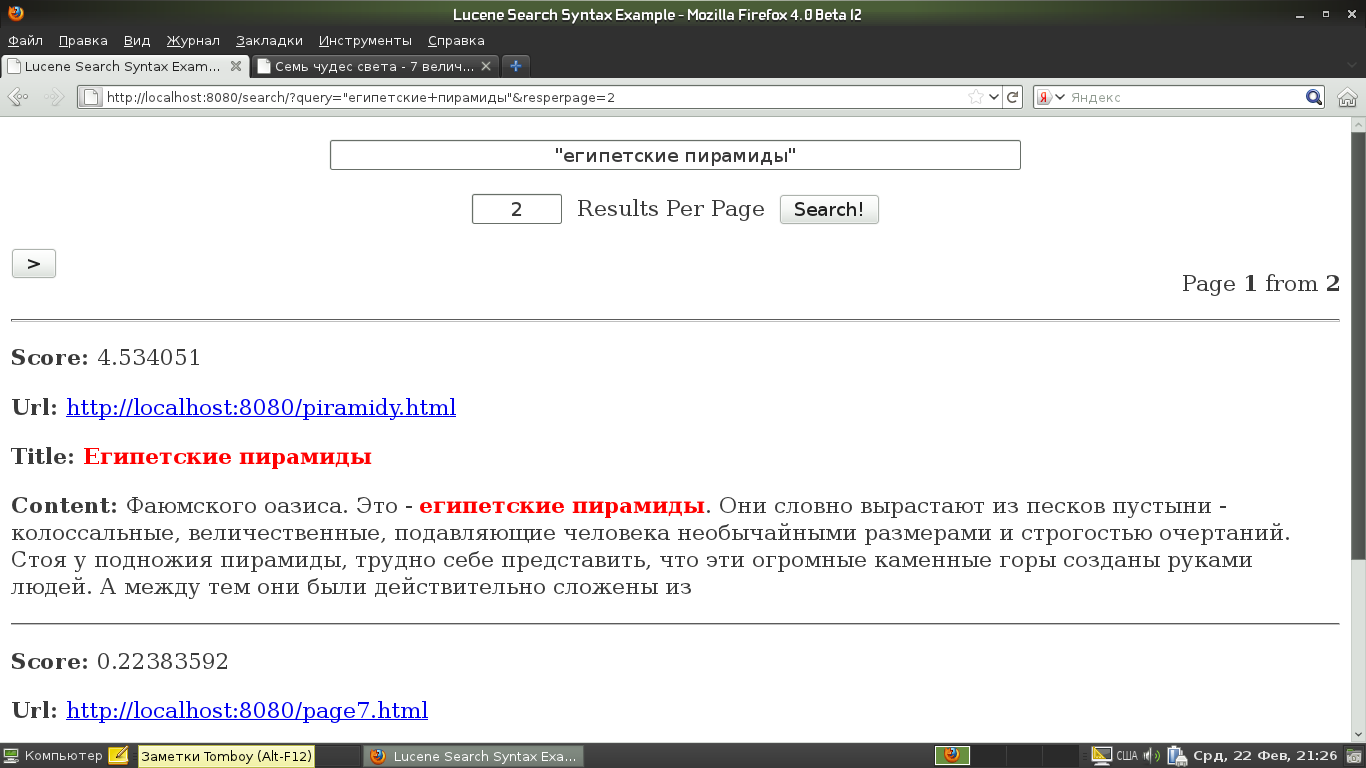 Lucene Search Syntax Example - Mozilla Firefox 4.0 Beta 12
Файл Правка Вид Журнал Закладки Инструменты Справка
Lucene Search Syntax Exam... Семь чудес света - 7 велич...
http://localhost:8080/search/?query="египетские+пирамиды"&resperpage=2 Яндекс
"египетские пирамиды"
2 Results Per Page Search!
>
Page 1 from 2
Score: 4.534051
Url: http://localhost:8080/piramidy.html
Title: Египетские пирамиды
Content: Фаюмского оазиса. Это - египетские пирамиды. Они словно вырастают из песков пустыни -
колоссальные, величественные, подавляющие человека необычайными размерами и строгостью очертаний.
Стоя у подножия пирамиды, трудно себе представить, что эти огромные каменные горы созданы руками
людей. А между тем они были действительно сложены из
Score: 0.22383592
Url: http://localhost:8080/page7.html
Компьютер Заметки Tomboy (Alt-F12) Lucene Search Syntax Exa... США Срд, 22 Фев, 21:26